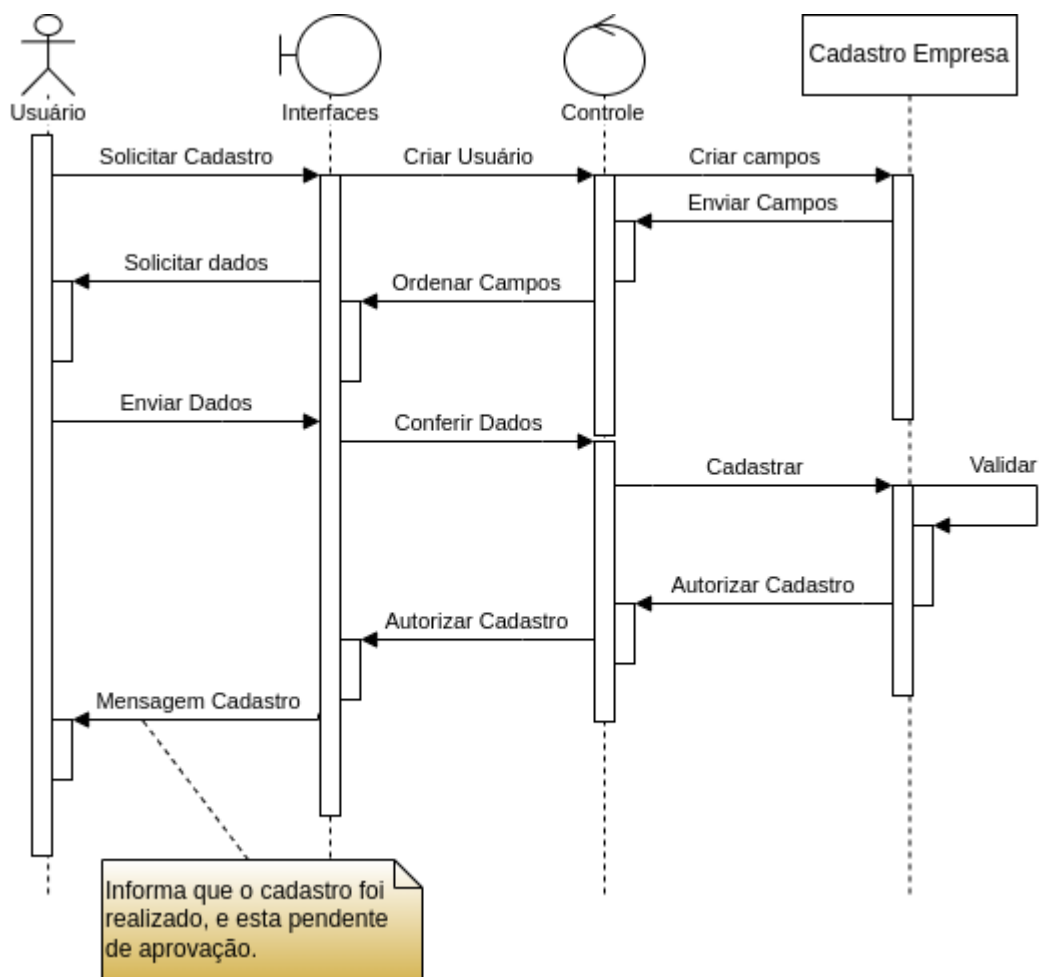 Usuário
Interfaces
Controle
Cadastro Empresa
Solicitar Cadastro
Criar Usuário
Criar campos
Enviar Campos
Solicitar dados
Ordenar Campos
Enviar Dados
Conferir Dados
Cadastrar
Validar
Autorizar Cadastro
Autorizar Cadastro
Mensagem Cadastro
Informa que o cadastro foi
realizado, e esta pendente
de aprovação.